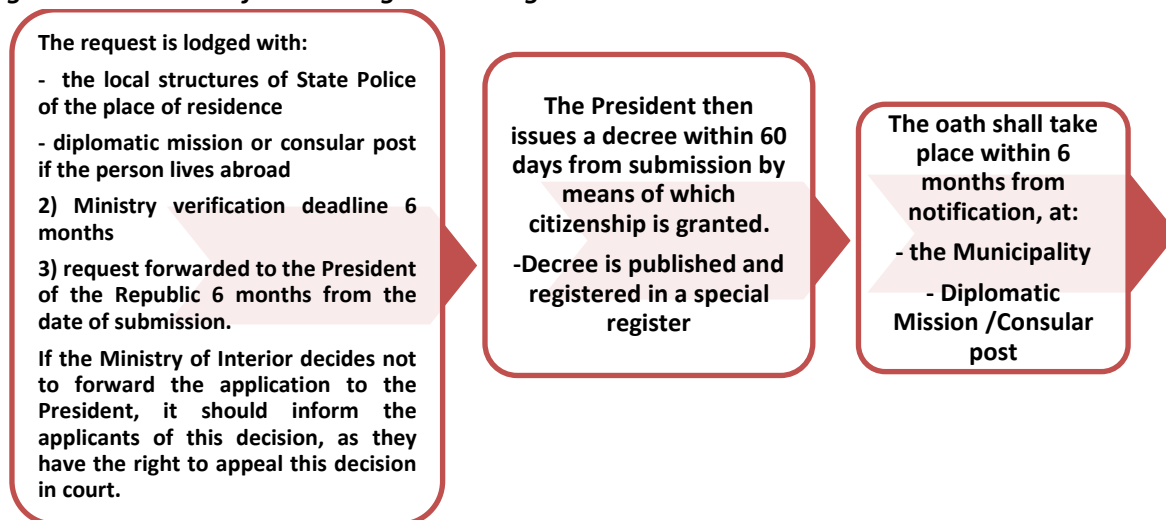 The request is lodged with:
- the local structures of State Police
of the place of residence
- diplomatic mission or consular post
if the person lives abroad
2) Ministry verification deadline 6
months
3) request forwarded to the President
of the Republic 6 months from the
date of submission.
If the Ministry of Interior decides not
to forward the application to the
President, it should inform the
applicants of this decision, as they
have the right to appeal this decision
in court.
The President then
issues a decree within 60
days from submission by
means of which
citizenship is granted.
-Decree is published and
registered in a special
register
The oath shall take
place within 6
months from
notification, at:
- the Municipality
- Diplomatic
Mission /Consular
post